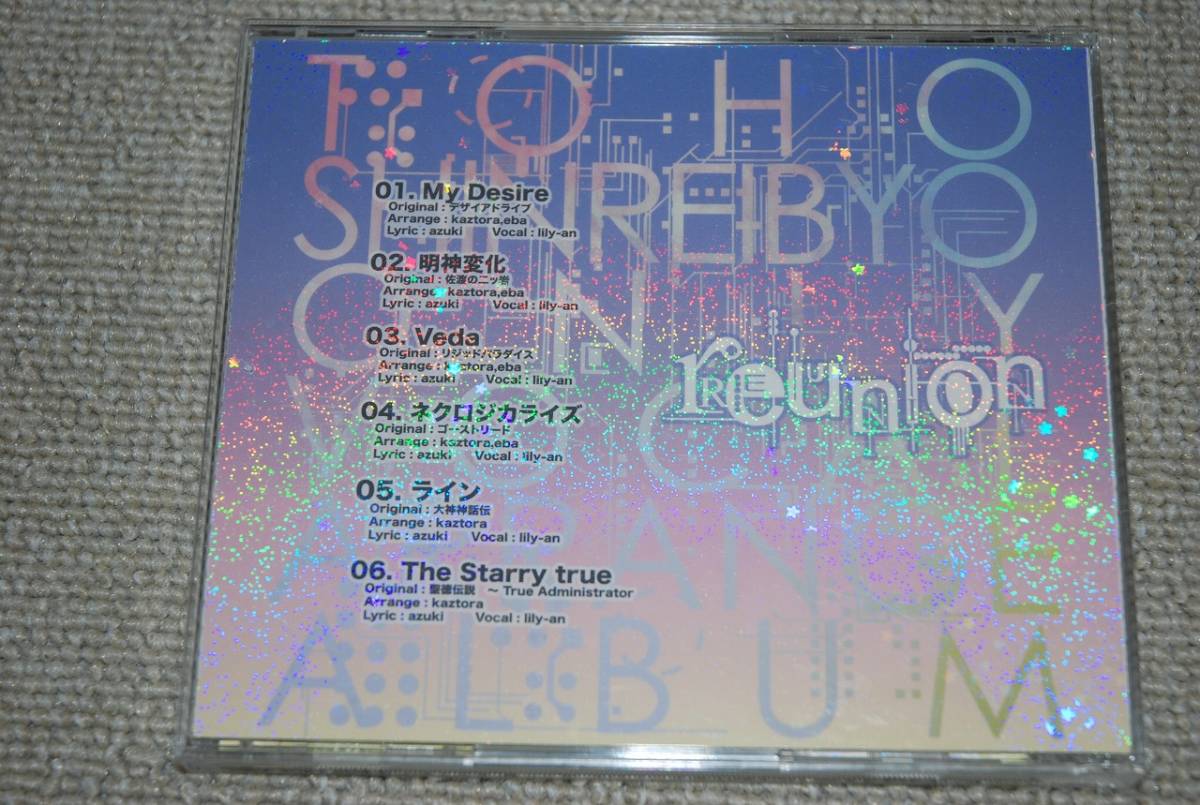 TOHO
SHINREIBYO
ONLY
VOCAL
ARRANGE
ALBUM
reunion
REUNION
01. My Desire
Original : デザイアドライブ
Arrange : kaztora,eba
Lyric : azuki Vocal : lily-an
02. 明神変化
Original : 佐渡の二ッ岩
Arrange : kaztora,eba
Lyric : azuki Vocal : lily-an
03. Veda
Original : リジッドパラダイス
Arrange : kaztora,eba
Lyric : azuki Vocal : lily-an
04. ネクロジカライズ
Original : ゴーストリード
Arrange : kaztora,eba
Lyric : azuki Vocal : lily-an
05. ライン
Original : 大神神話伝
Arrange : kaztora
Lyric : azuki Vocal : lily-an
06. The Starry true
Original : 聖徳伝説 ～ True Administrator
Arrange : kaztora
Lyric : azuki Vocal : lily-an